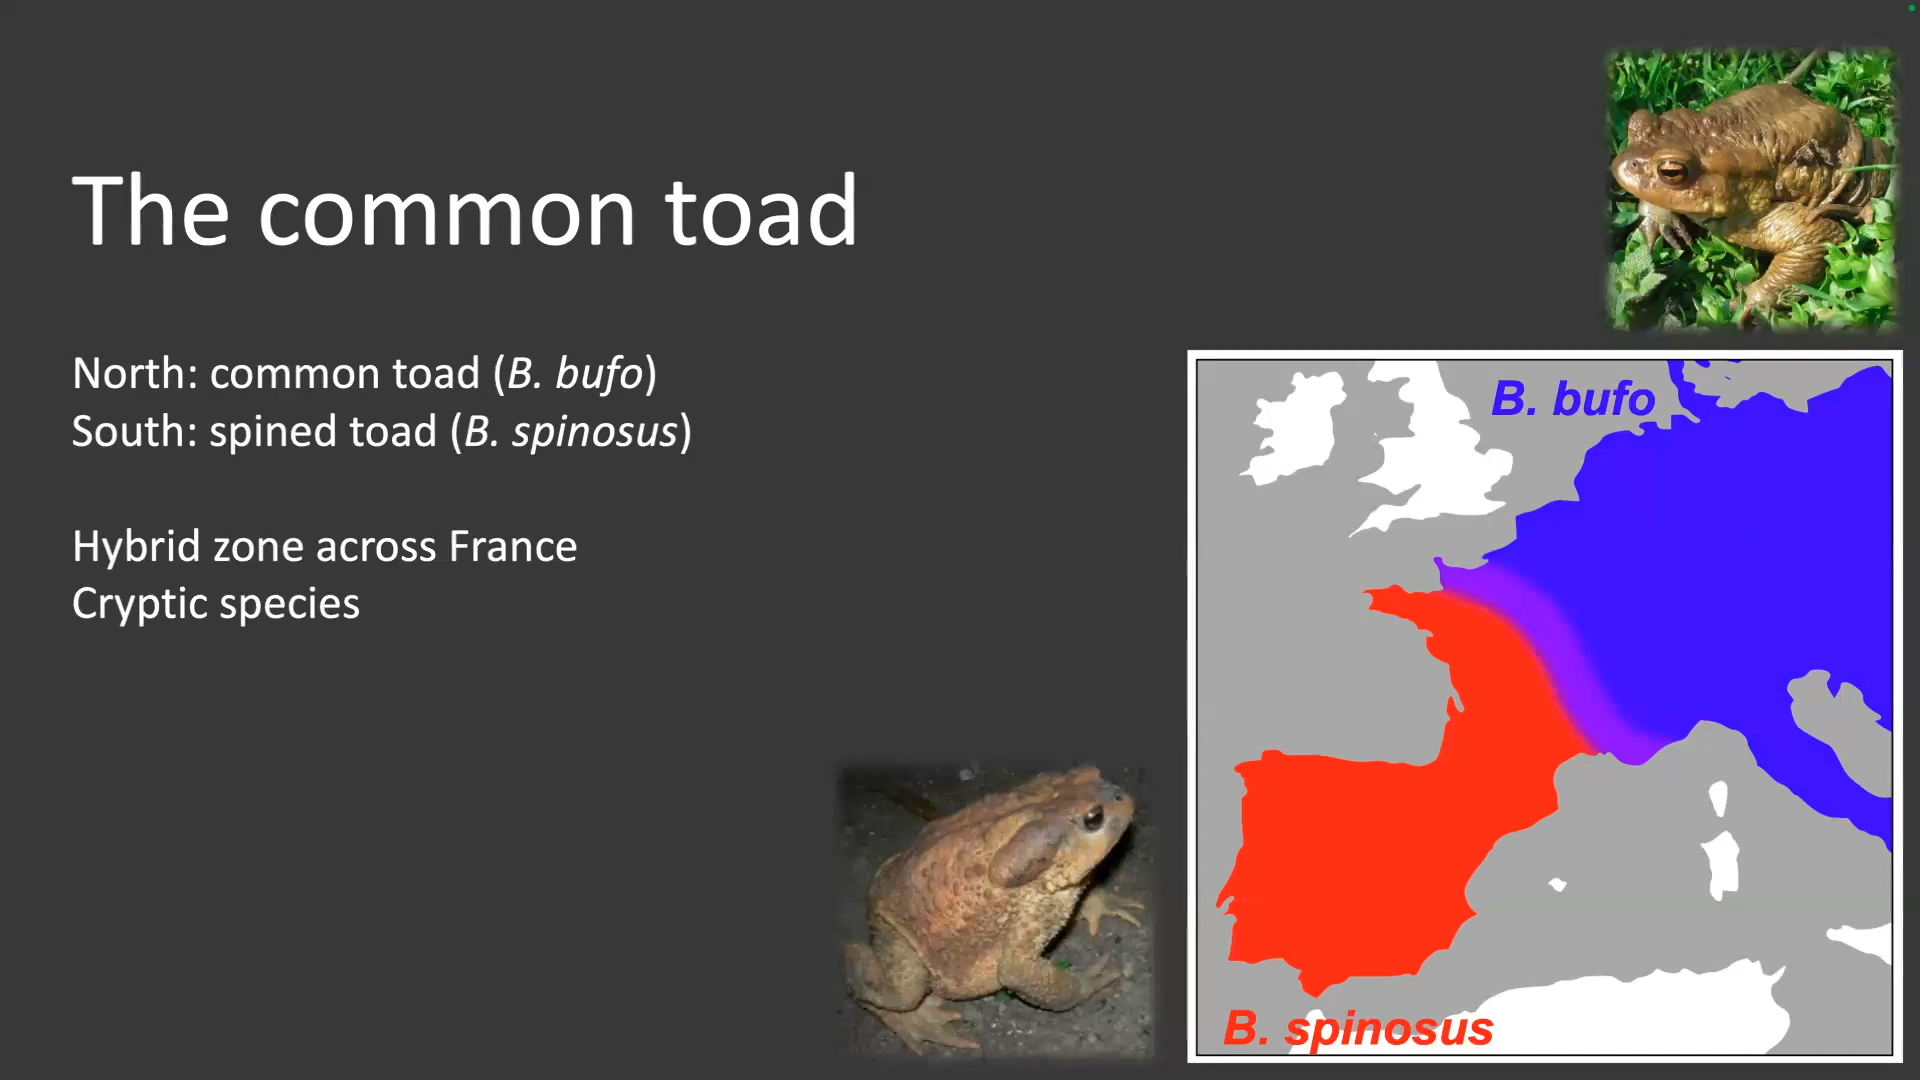 The common toad
North: common toad (B. bufo)
South: spined toad (B. spinosus)
Hybrid zone across France
Cryptic species
B. bufo
B. spinosus